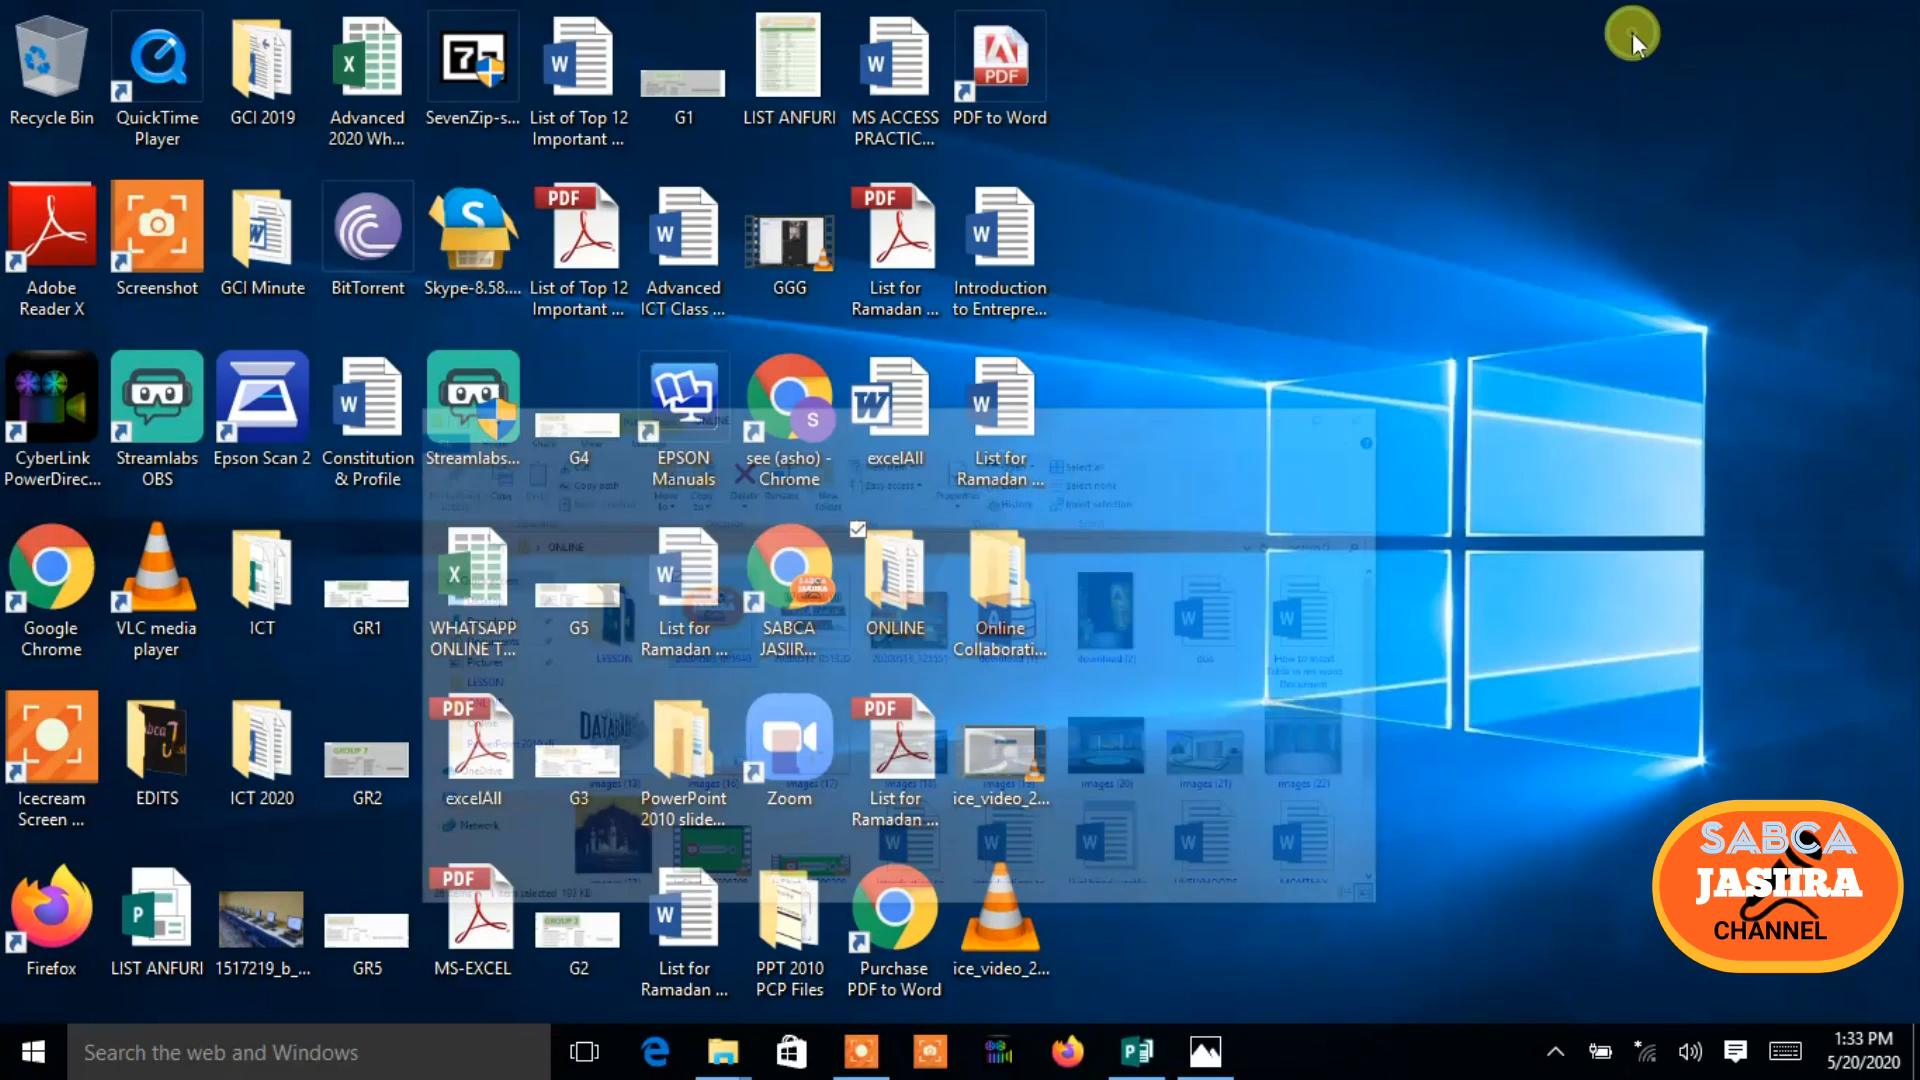 Recycle Bin
QuickTime
Player
GCI 2019
Advanced
2020 Wh...
SevenZip-s...
List of Top 12
Important ...
G1
LIST ANFURI
MS ACCESS
PRACTIC...
PDF to Word
Adobe
Reader X
Screenshot
GCI Minute
BitTorrent
Skype-8.58....
List of Top 12
Important ...
Advanced
ICT Class ...
GGG
List for
Ramadan ...
Introduction
to Entrepre...
CyberLink
PowerDirec...
Streamlabs
OBS
Epson Scan 2
Constitution
& Profile
Streamlabs...
G4
EPSON
Manuals
see (asho) -
Chrome
excelAll
List for
Ramadan ...
Google
Chrome
VLC media
player
ICT
GR1
WHATSAPP
ONLINE T...
G5
List for
Ramadan ...
SABCA
JASIIR...
ONLINE
Online
Collaborati...
Icecream
Screen ...
EDITS
ICT 2020
GR2
excelAll
G3
PowerPoint
2010 slide...
Zoom
List for
Ramadan ...
ice_video_2...
Firefox
LIST ANFURI
1517219_b_...
GR5
MS-EXCEL
G2
List for
Ramadan ...
PPT 2010
PCP Files
Purchase
PDF to Word
ice_video_2...
SABCA
JASIIRA
CHANNEL
Search the web and Windows
1:33 PM
5/20/2020